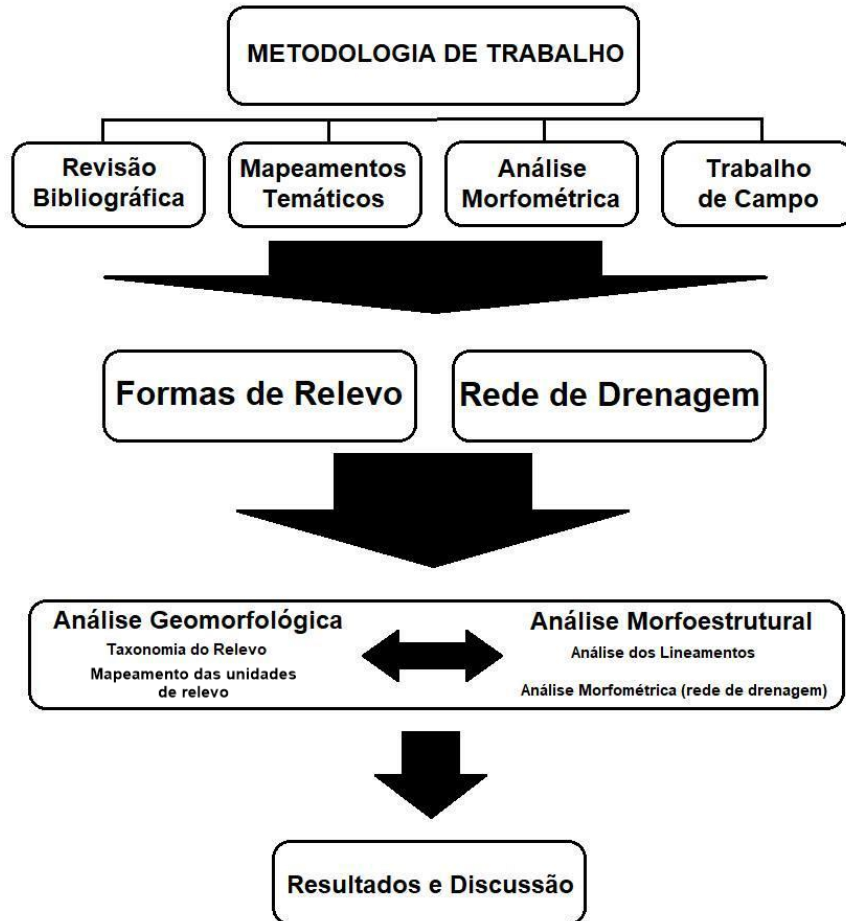 METODOLOGIA DE TRABALHO
Revisão
Bibliográfica
Mapeamentos
Temáticos
Análise
Morfométrica
Trabalho
de Campo
Formas de Relevo
Rede de Drenagem
Análise Geomorfológica
Taxonomia do Relevo
Mapeamento das unidades
de relevo
Análise Morfoestrutural
Análise dos Lineamentos
Análise Morfométrica (rede de drenagem)
Resultados e Discussão